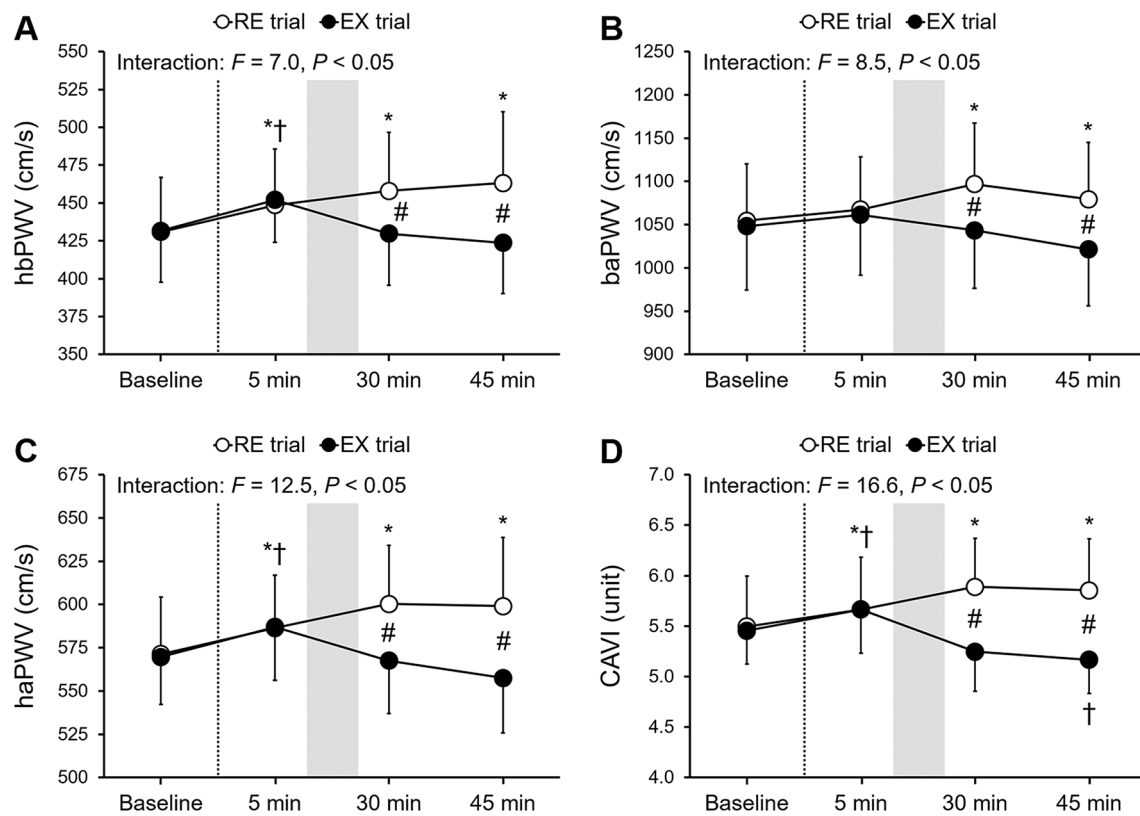 A
RE trial EX trial
Interaction: F = 7.0, P < 0.05
hbPWV (cm/s)
550
525
500
475
450
425
400
375
350
*†
*
*
#
#
Baseline 5 min 30 min 45 min
B
RE trial EX trial
Interaction: F = 8.5, P < 0.05
baPWV (cm/s)
1250
1200
1150
1100
1050
1000
950
900
*
*
#
#
Baseline 5 min 30 min 45 min
C
RE trial EX trial
Interaction: F = 12.5, P < 0.05
haPWV (cm/s)
675
650
625
600
575
550
525
500
*†
*
*
#
#
Baseline 5 min 30 min 45 min
D
RE trial EX trial
Interaction: F = 16.6, P < 0.05
CAVI (unit)
7.0
6.5
6.0
5.5
5.0
4.5
4.0
*†
*
*
#
#
†
Baseline 5 min 30 min 45 min